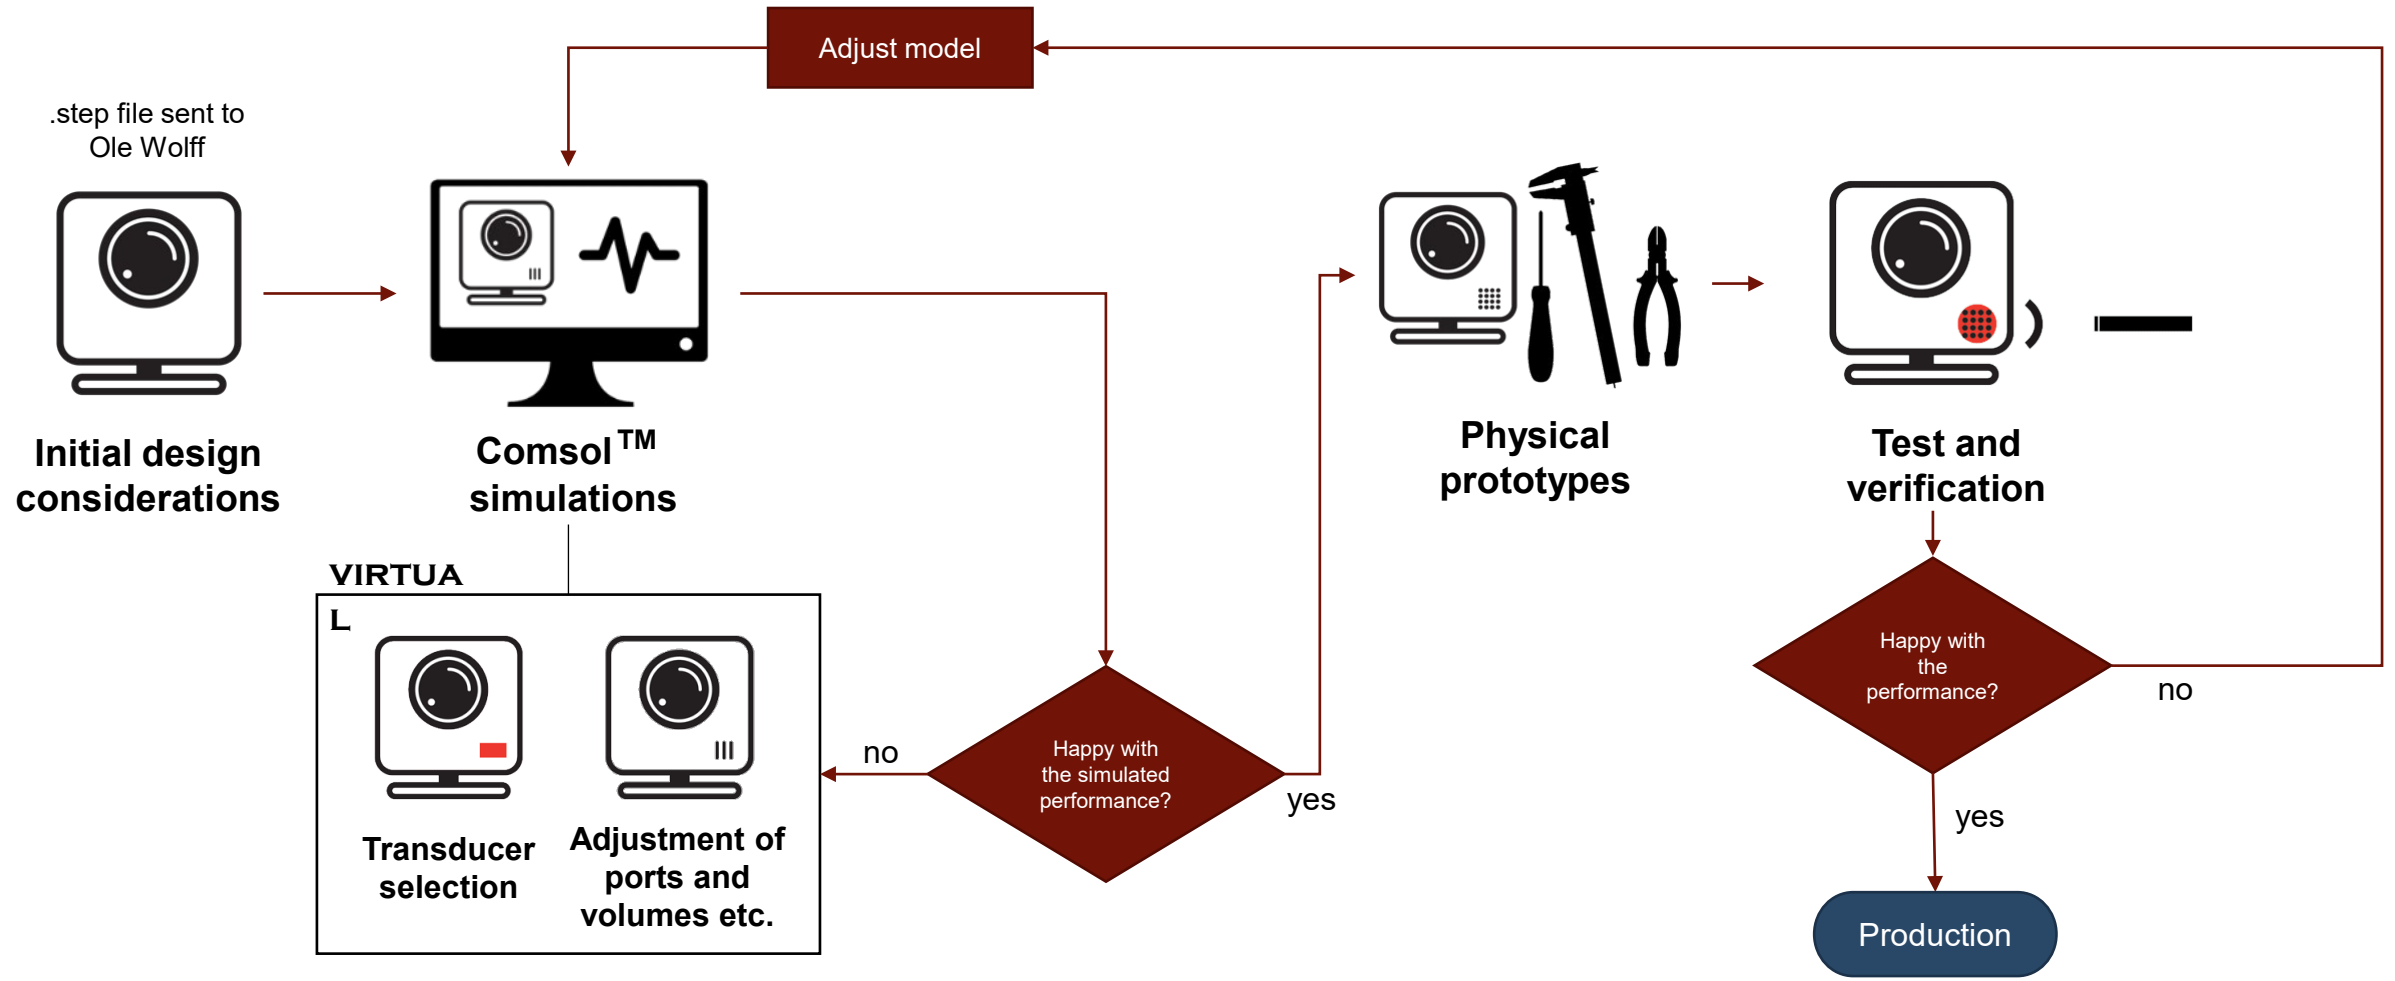 Adjust model
.step file sent to
Ole Wolff
Initial design
considerations
Comsol™
simulations
VIRTUA
L
Transducer
selection
Adjustment of
ports and
volumes etc.
no
Happy with
the simulated
performance?
yes
Physical
prototypes
Test and
verification
Happy with
the
performance?
no
yes
Production